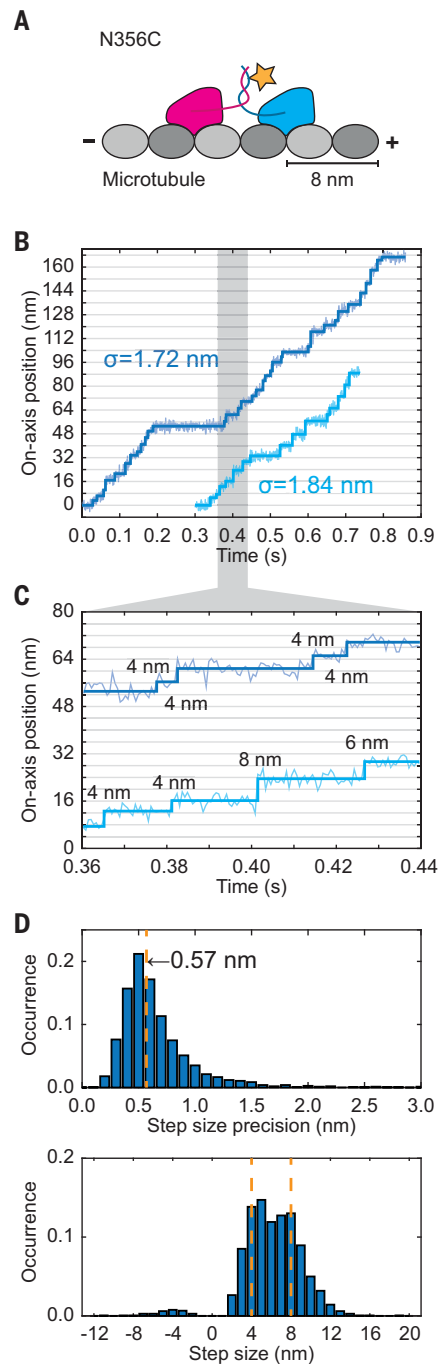 A
N356C
- +
Microtubule 8 nm
B
On-axis position (nm)
160
144
128
112
96
80
64
48
32
16
0
σ=1.72 nm
σ=1.84 nm
0.0 0.1 0.2 0.3 0.4 0.5 0.6 0.7 0.8 0.9
Time (s)
C
On-axis position (nm)
80
64
48
32
16
0
4 nm
4 nm
4 nm
4 nm
4 nm
4 nm
8 nm
6 nm
0.36 0.38 0.40 0.42 0.44
Time (s)
D
Occurrence
0.2
0.1
0.0
←0.57 nm
0.0 0.5 1.0 1.5 2.0 2.5 3.0
Step size precision (nm)
Occurrence
0.2
0.1
0.0
-12 -8 -4 0 4 8 12 16 20
Step size (nm)